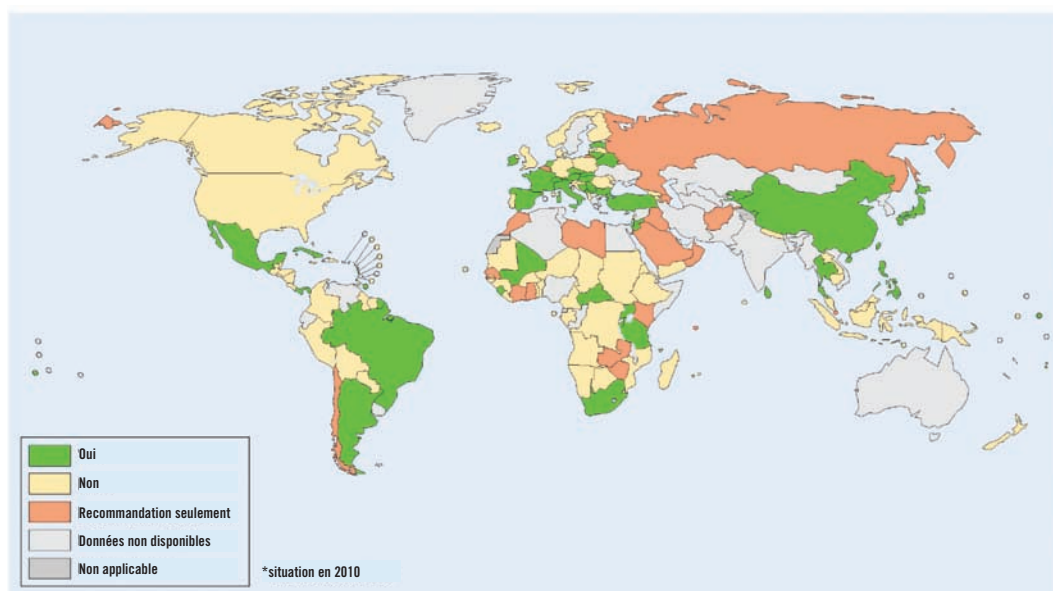 Oui
Non
Recommandation seulement
Données non disponibles
Non applicable
*situation en 2010